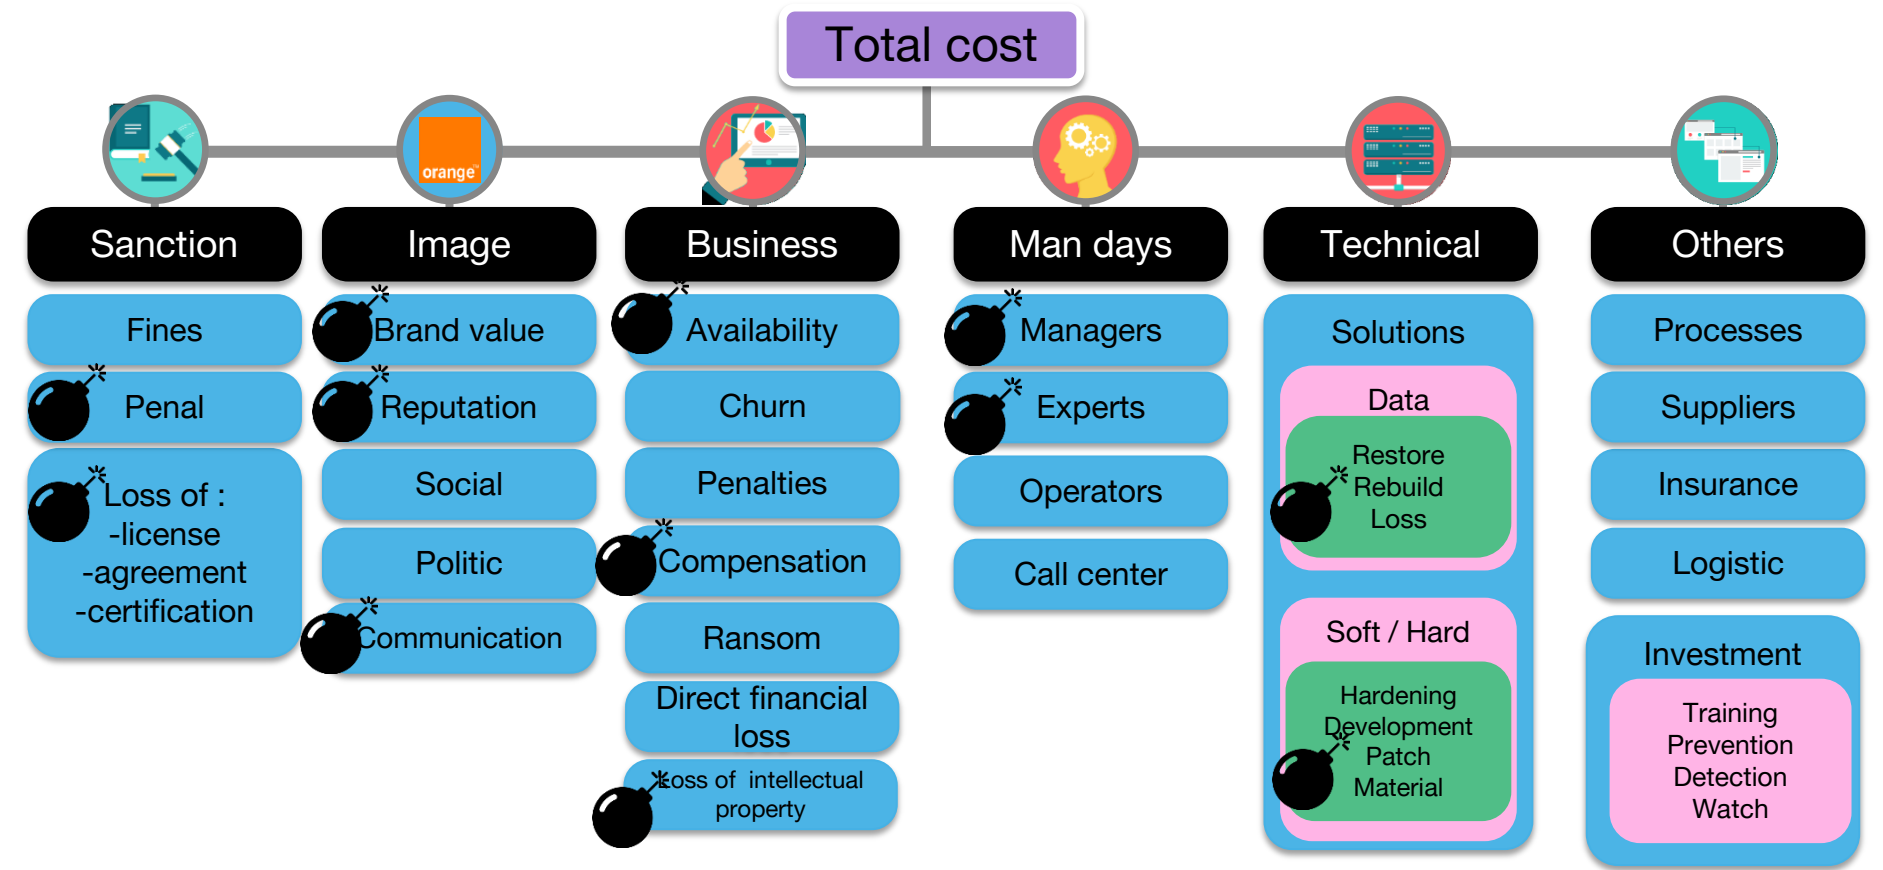 Total cost
orange™
Sanction
Fines
Penal
Loss of :
-license
-agreement
-certification
Image
Brand value
Reputation
Social
Politic
Communication
Business
Availability
Churn
Penalties
Compensation
Ransom
Direct financial
loss
Loss of intellectual
property
Man days
Managers
Experts
Operators
Call center
Technical
Solutions
Data
Restore
Rebuild
Loss
Soft / Hard
Hardening
Development
Patch
Material
Others
Processes
Suppliers
Insurance
Logistic
Investment
Training
Prevention
Detection
Watch